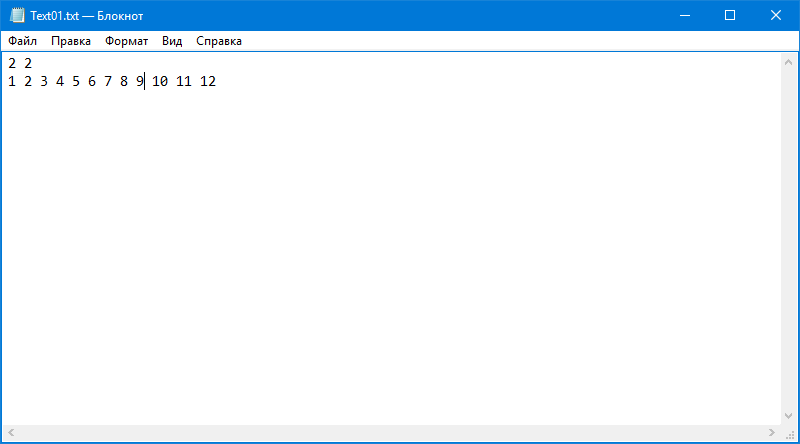 Text01.txt — Блокнот
Файл Правка Формат Вид Справка
2 2
1 2 3 4 5 6 7 8 9 10 11 12